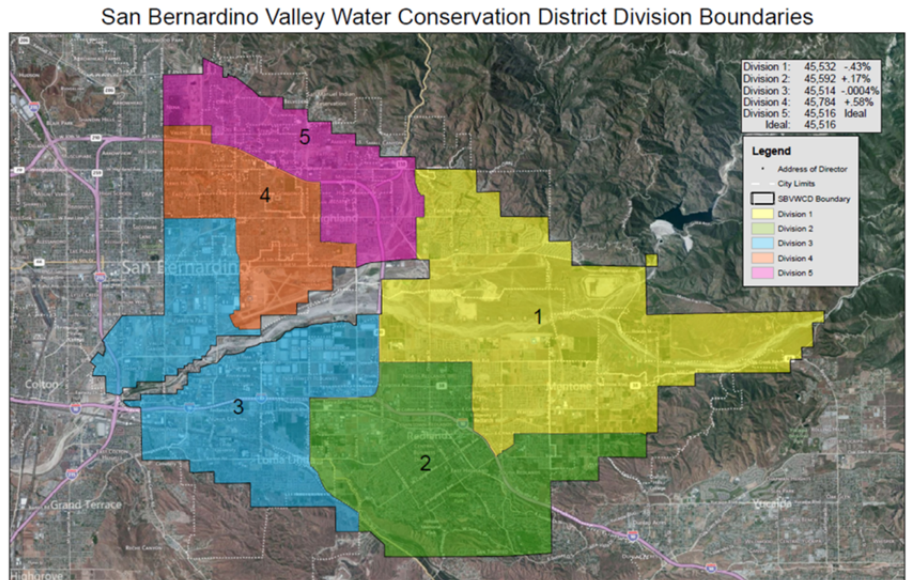 San Bernardino Valley Water Conservation District Division Boundaries
Division 1: 45,532 -.43%
Division 2: 45,592 +.17%
Division 3: 45,514 -.0004%
Division 4: 45,784 +.58%
Division 5: 45,516 Ideal
Ideal: 45,516
Legend
Address of Director
City Limits
SBVWCD Boundary
Division 1
Division 2
Division 3
Division 4
Division 5
5
4
Highland
San Bernardino
1
Colton
Mentone
3
Redlands
Loma Linda
2
Grand Terrace
Yucaipa
Highgrove